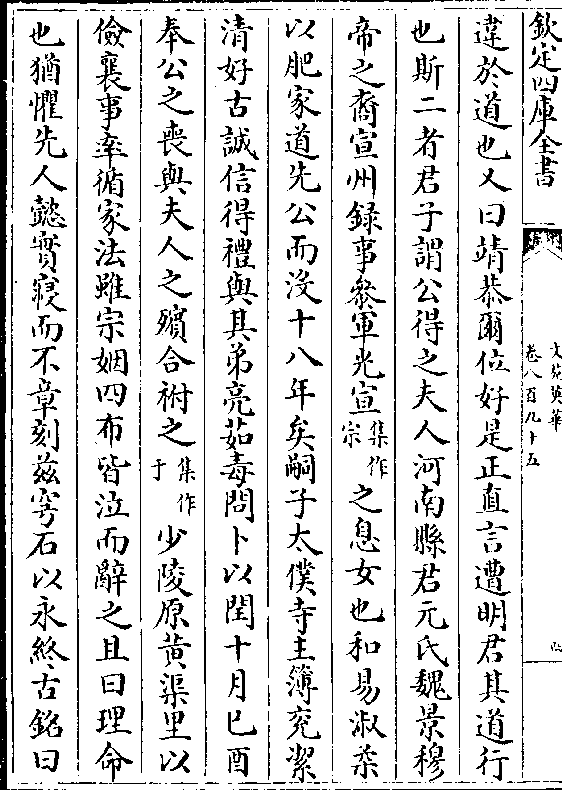 欽定四庫全書
文苑英華
卷八百九十五
違於道也又曰靖恭爾位好是正直言遭明君其道行
也斯二者君子謂公得之夫人河南縣君元氏魏景穆
帝之裔宣州録事叅軍光宣集作宗之息女也和易淑柔
以肥家道先公而没十八年矣嗣子太僕寺主簿兖潔
清好古誠信得禮與其弟亮茹毒問卜以閏十月己酉
奉公之喪與夫人之殯合祔之集作于少陵原黄渠里以
儉襄事率循家法雖宗姻四布皆泣而辭之且曰理命
也猶懼先人懿實寢而不章刻茲穸石以永終古銘曰